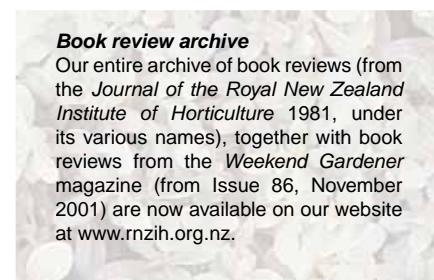 Book review archive
Our entire archive of book reviews (from
the Journal of the Royal New Zealand
Institute of Horticulture 1981, under
its various names), together with book
reviews from the Weekend Gardener
magazine (from Issue 86, November
2001) are now available on our website
at www.rnzih.org.nz.